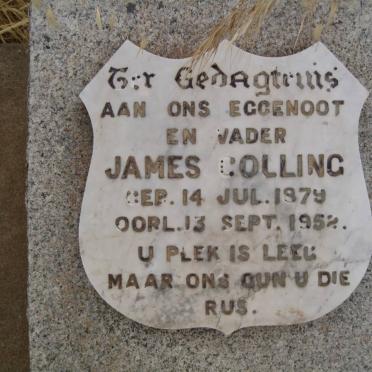 Ter Gedagtenis
AAN ONS EGGENOOT
EN VADER
JAMES COLLING
GEB. 14 JUL. 1879
OORL. 13 SEPT. 1952.
U PLEK IS LEEG
MAAR ONS GUN U DIE
RUS.